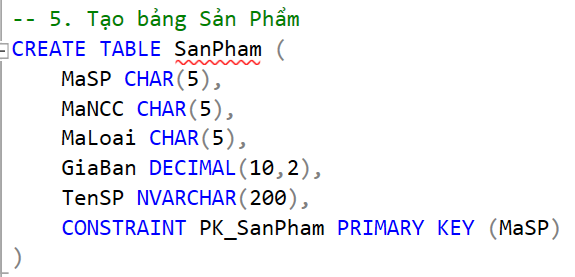 -- 5. Tạo bảng Sản Phẩm
CREATE TABLE SanPham (
MaSP CHAR(5),
MaNCC CHAR(5),
MaLoai CHAR(5),
GiaBan DECIMAL(10,2),
TenSP NVARCHAR(200),
CONSTRAINT PK_SanPham PRIMARY KEY (MaSP)
)